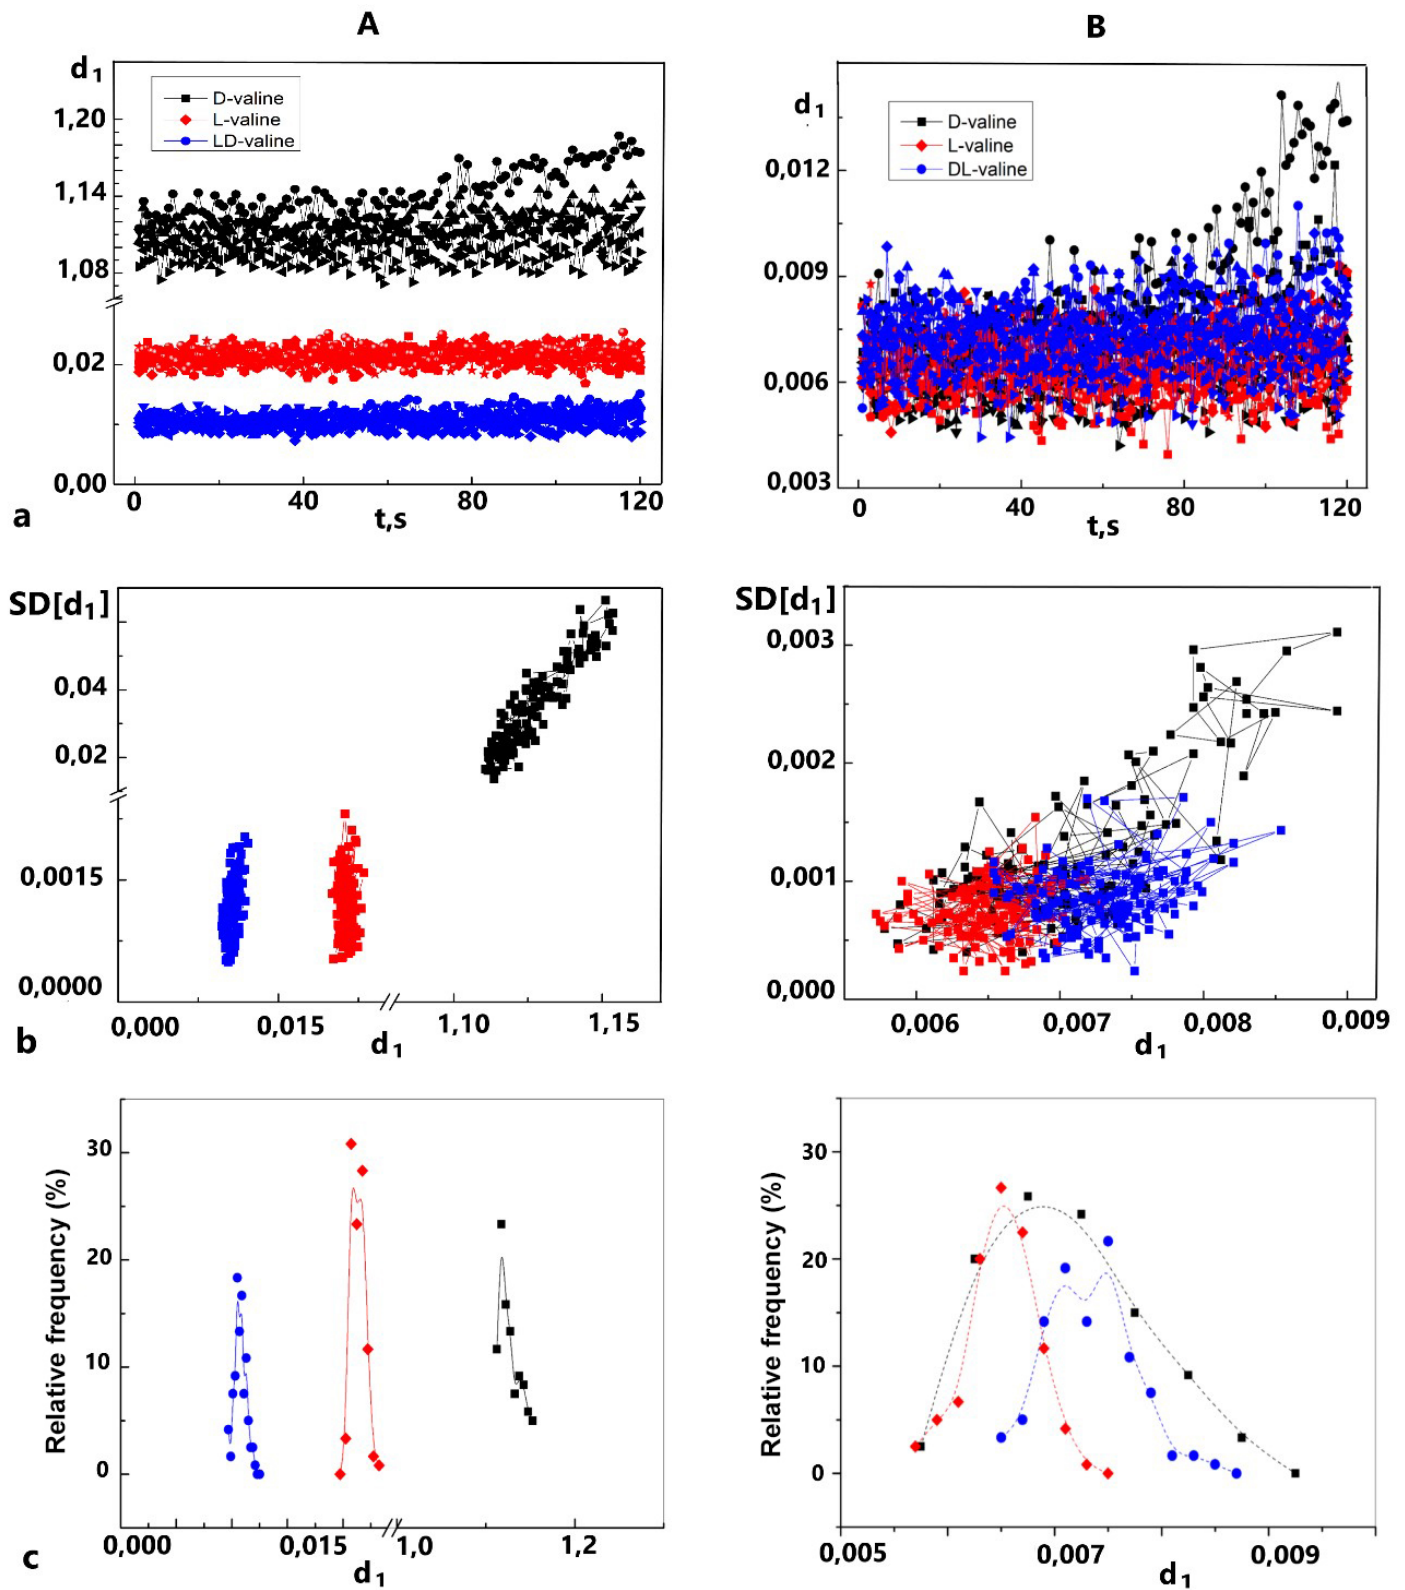 A
B
d1
1,20
1,14
1,08
0,02
0,00
D-valine
L-valine
LD-valine
0
40
80
120
t,s
a
d1
0,012
0,009
0,006
0,003
D-valine
L-valine
DL-valine
0
40
80
120
t,s
SD[d1]
0,04
0,02
0,0015
0,0000
0,000
0,015
1,10
1,15
d1
b
SD[d1]
0,003
0,002
0,001
0,000
0,006
0,007
0,008
0,009
d1
Relative frequency (%)
30
20
10
0
0,000
0,015
1,0
1,2
d1
c
Relative frequency (%)
30
20
10
0
0,005
0,007
0,009
d1